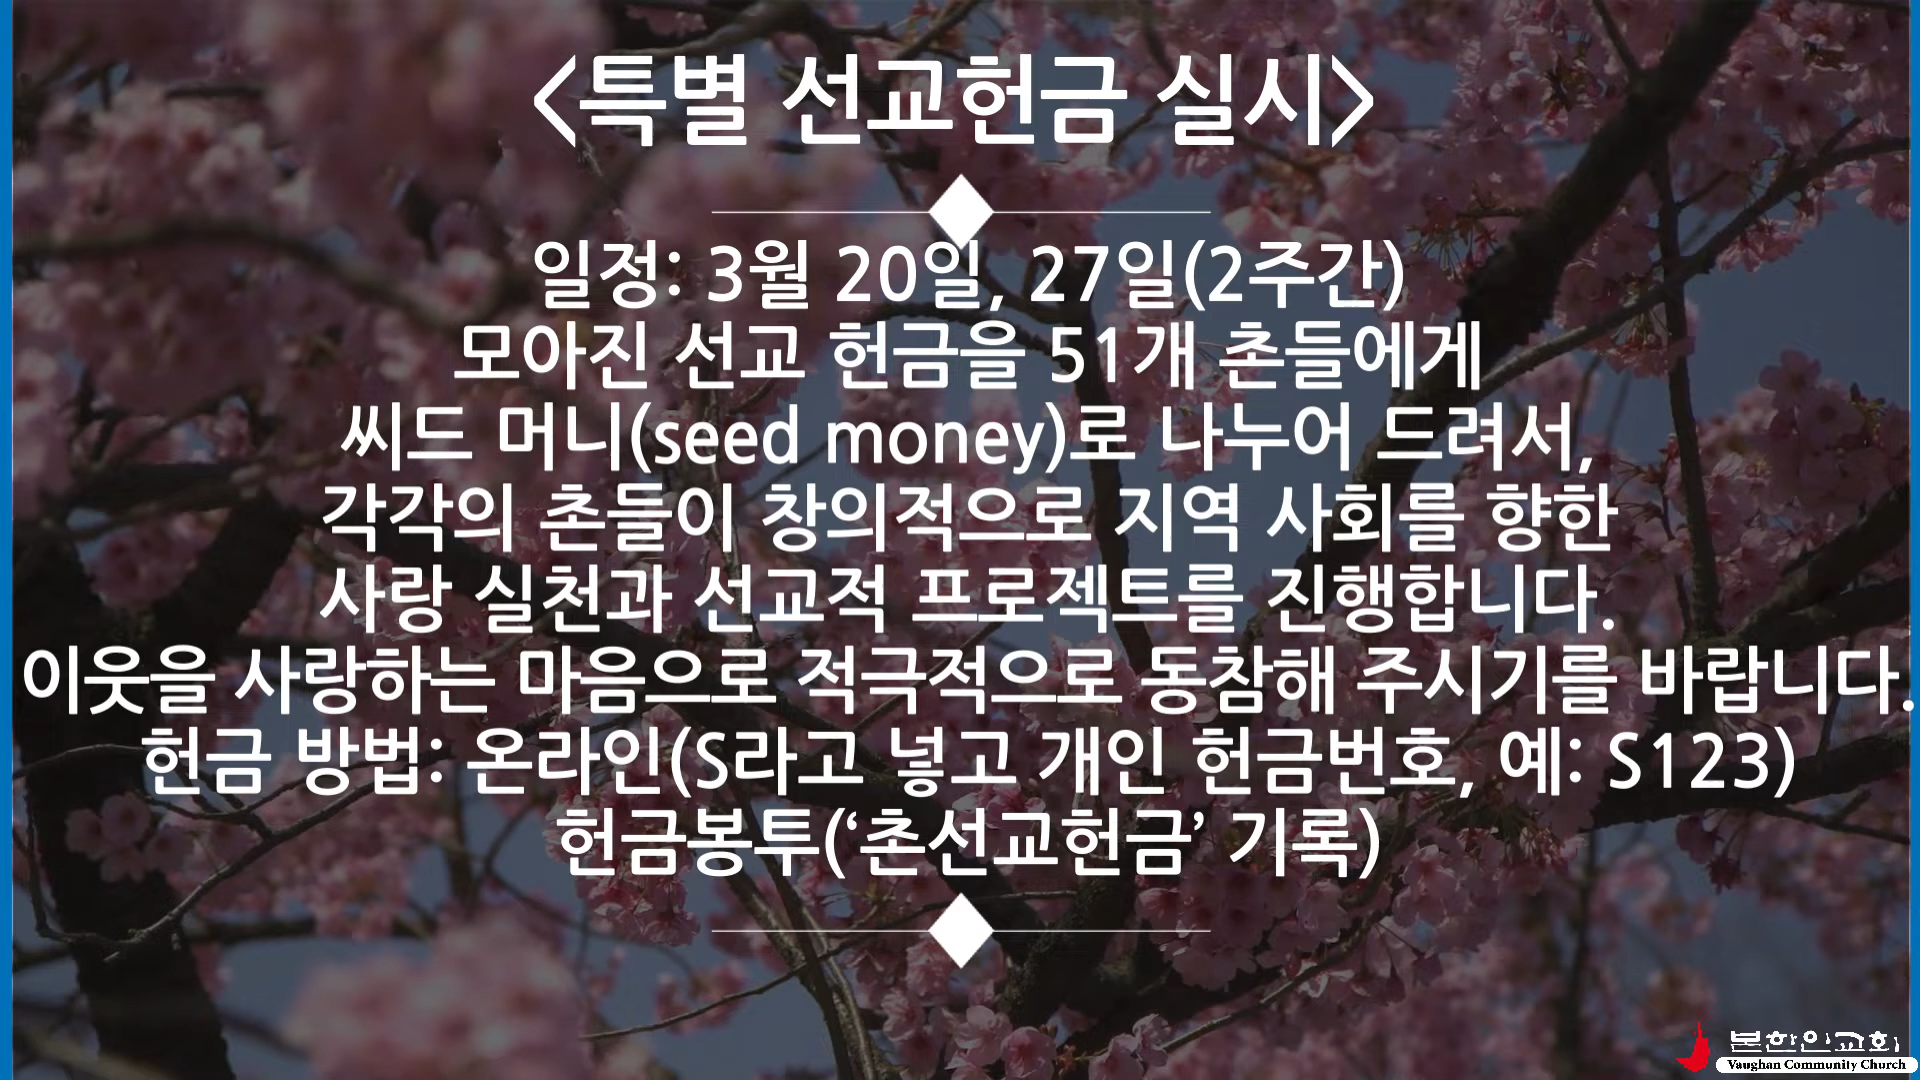 <특별 선교헌금 실시>
일정: 3월 20일, 27일(2주간)
모아진 선교 헌금을 51개 촌들에게
씨드 머니(seed money)로 나누어 드려서,
각각의 촌들이 창의적으로 지역 사회를 향한
사랑 실천과 선교적 프로젝트를 진행합니다.
이웃을 사랑하는 마음으로 적극적으로 동참해 주시기를 바랍니다.
헌금 방법: 온라인(S라고 넣고 개인 헌금번호, 예: S123)
헌금봉투(‘촌선교헌금’ 기록)
본한인교회
Vaughan Community Church